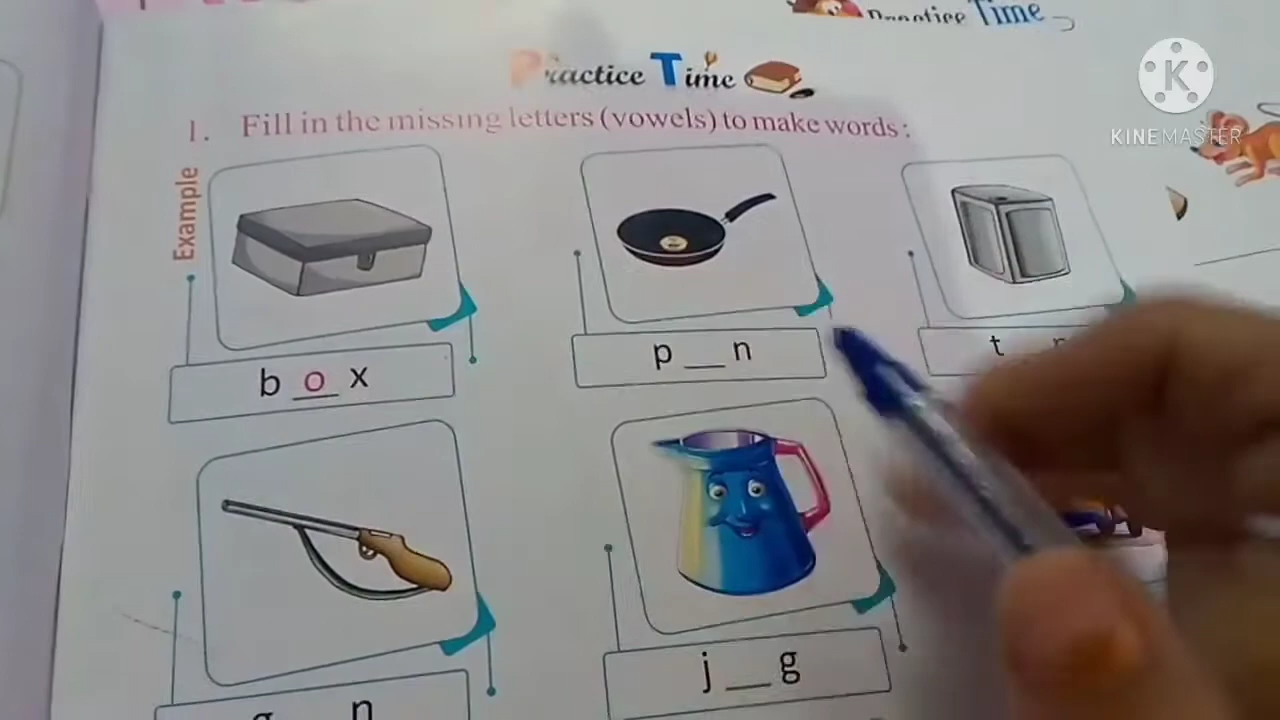 Practice Time
Practice Time
KINEMASTER
1. Fill in the missing letters (vowels) to make words:
Example
b o x
p __ n
t
j __ g
g n